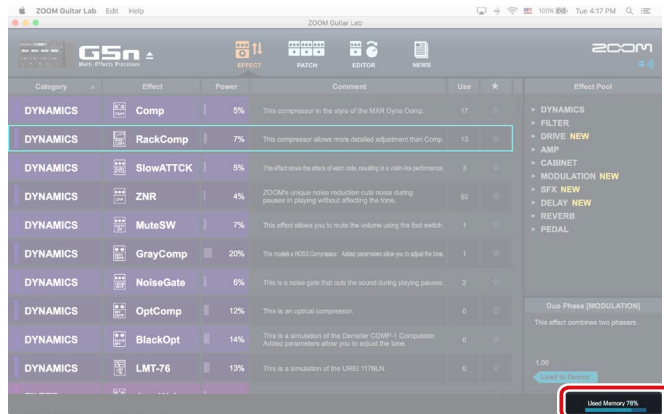 ZOOM Guitar Lab Edit Help 100% Tue 4:17 PM
ZOOM Guitar Lab
G5n
Multi-Effects Processor
EFFECT PATCH EDITOR NEWS
ZOOM
Category Effect Power Comment Use ★ Effect Pool
DYNAMICS Comp 5% This compressor in the style of the MXR Dyna Comp. 17
DYNAMICS RackComp 7% This compressor allows more detailed adjustment than Comp. 13
DYNAMICS SlowATTCK 5% This effect slows the attack of each note, resulting in a violin-like performance. 3
DYNAMICS ZNR 4% ZOOM's unique noise reduction cuts noise during
pauses in playing without affecting the tone. 50
DYNAMICS MuteSW 7% This effect allows you to mute the volume using the foot switch. 1
DYNAMICS GrayComp 20% This models a ROSS Compressor. Added parameters allow you to adjust the tone. 1
DYNAMICS NoiseGate 6% This is a noise gate that cuts the sound during playing pauses. 2
DYNAMICS OptComp 12% This is an optical compressor. 0
DYNAMICS BlackOpt 14% This is a simulation of the Demeter COMP-1 Compulator.
Added parameters allow you to adjust the tone. 0
DYNAMICS LMT-76 13% This is a simulation of the UREI 1176LN. 0
▸ DYNAMICS
▸ FILTER
▸ DRIVE NEW
▸ AMP
▸ CABINET
▸ MODULATION NEW
▸ SFX NEW
▸ DELAY NEW
▸ REVERB
▸ PEDAL
Duo Phase [MODULATION]
This effect combines two phasers.
1.00
Load to Device
Used Memory 76%